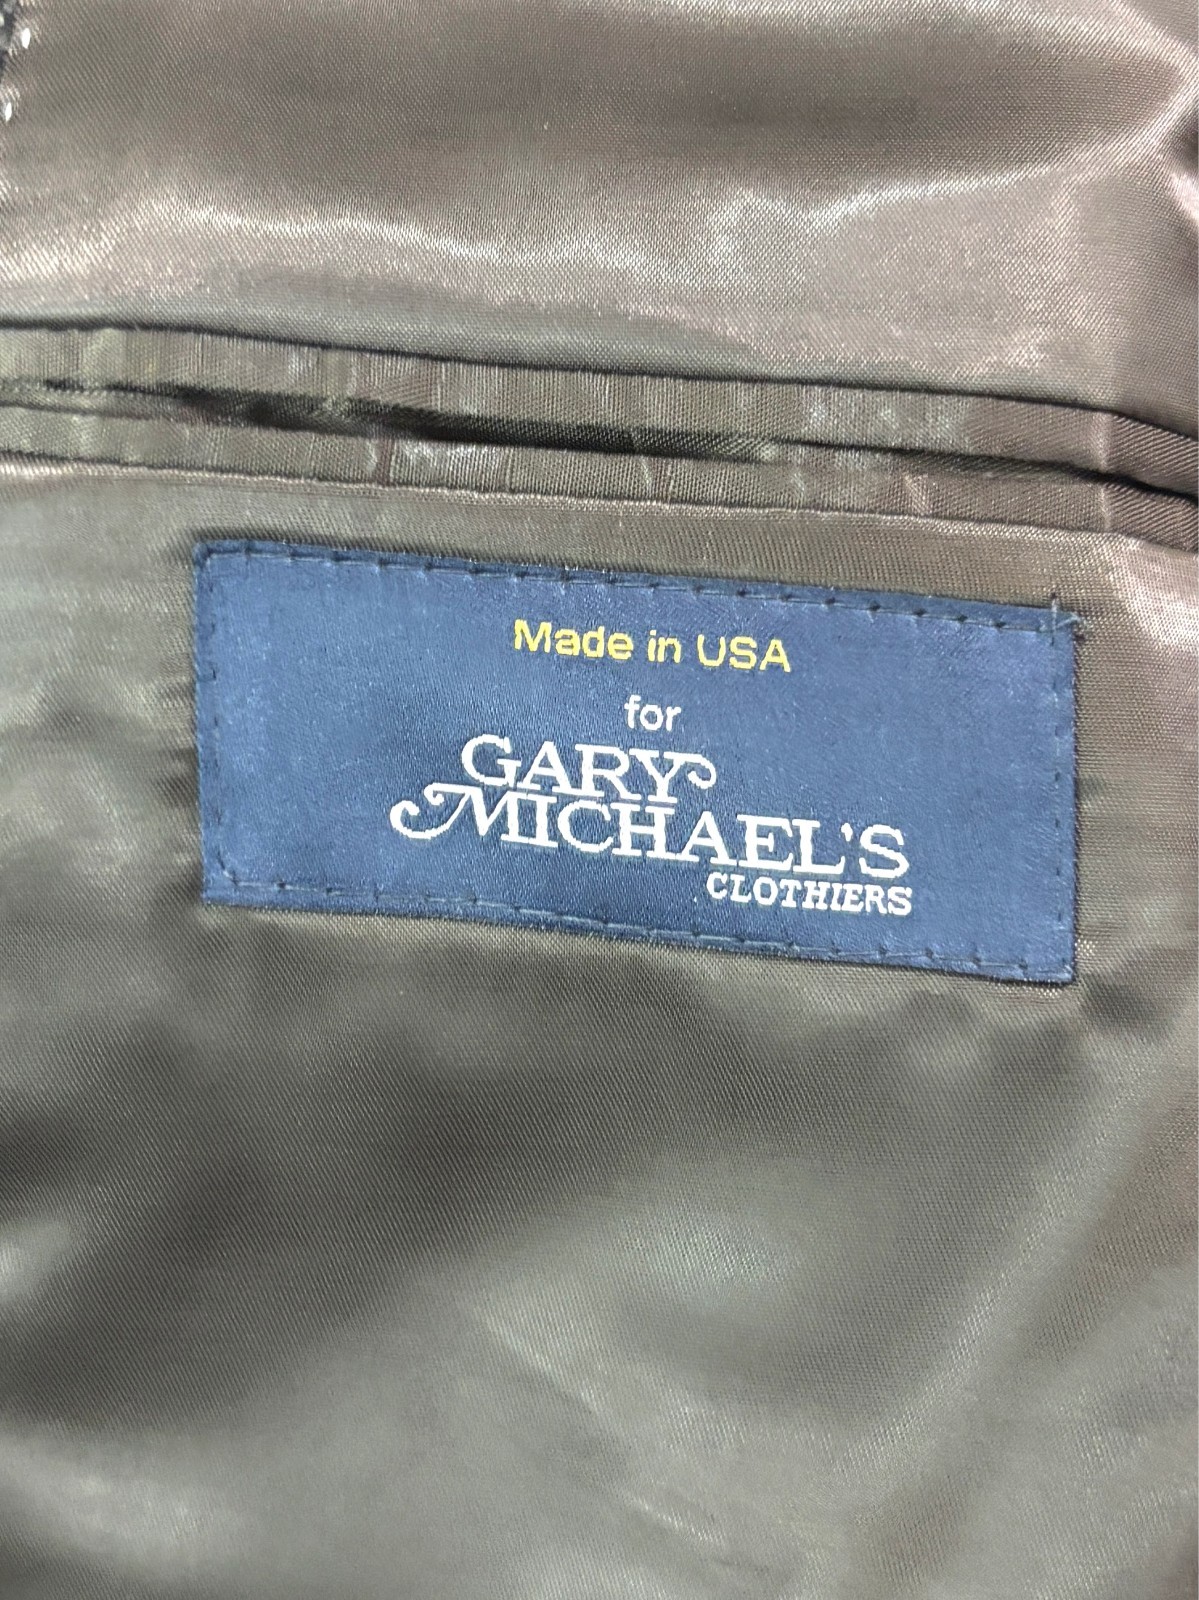 Made in USA
for
GARY
MICHAEL'S
CLOTHIERS